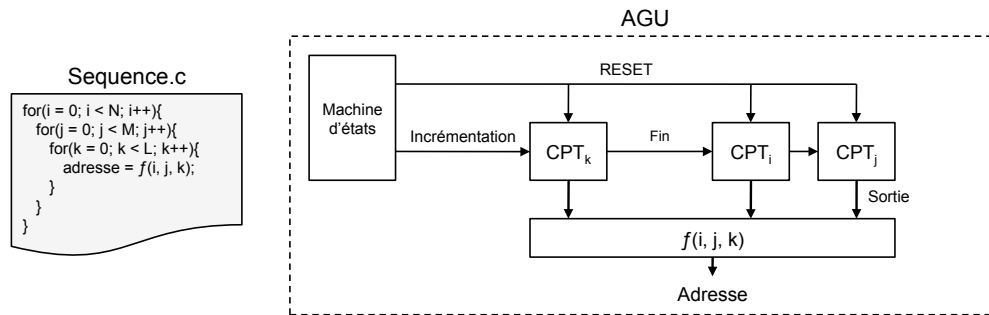 AGU
Sequence.c
for(i = 0; i < N; i++){
for(j = 0; j < M; j++){
for(k = 0; k < L; k++){
adresse = ƒ(i, j, k);
}
}
}
Machine
d'états
RESET
Incrémentation
CPTk
Fin
CPTi
CPTj
Sortie
ƒ(i, j, k)
Adresse